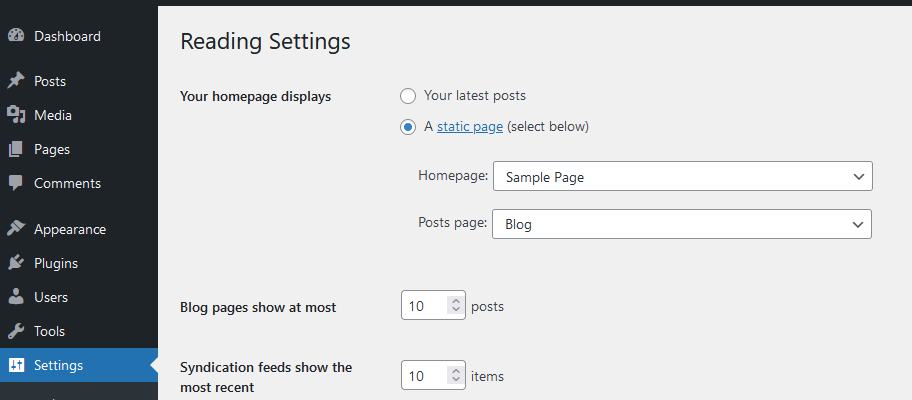 Dashboard
Posts
Media
Pages
Comments
Appearance
Plugins
Users
Tools
Settings
Reading Settings
Your homepage displays
Your latest posts
A static page (select below)
Homepage: Sample Page
Posts page: Blog
Blog pages show at most 10 posts
Syndication feeds show the
most recent
10 items